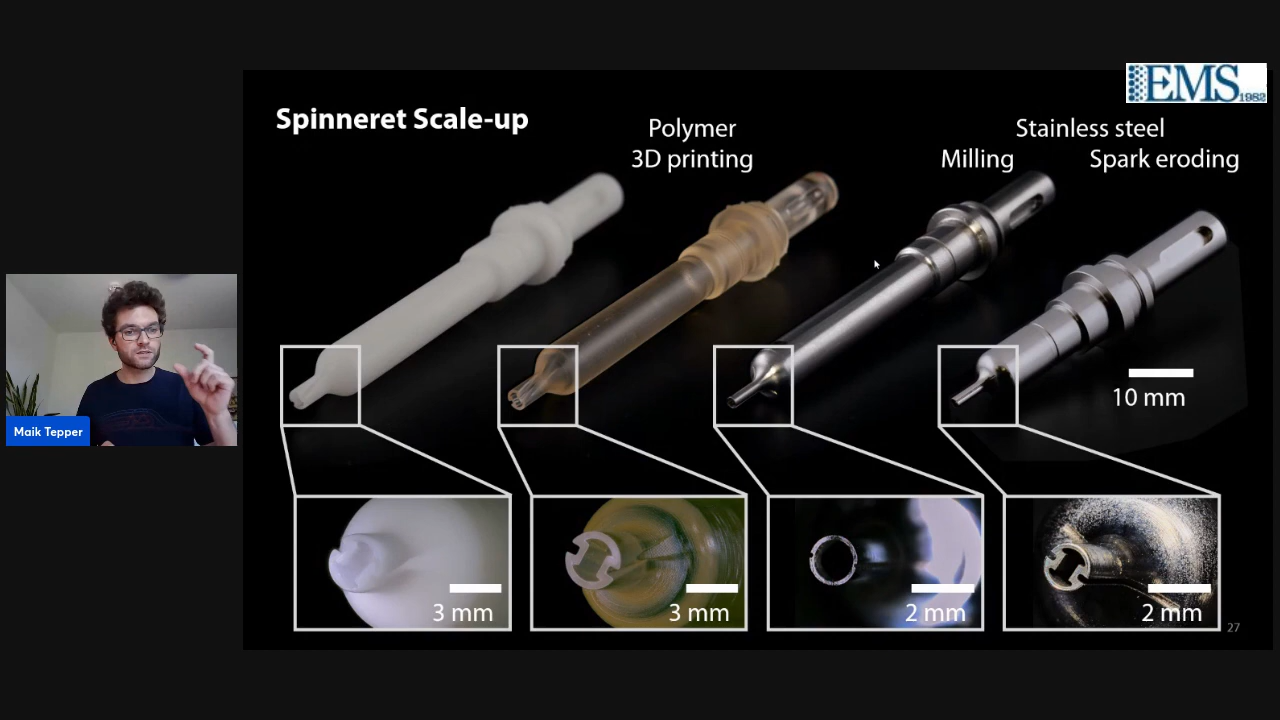 EMS 1982
Spinneret Scale-up
Polymer
3D printing
Stainless steel
Milling
Spark eroding
10 mm
Maik Tepper
3 mm
3 mm
2 mm
2 mm
27